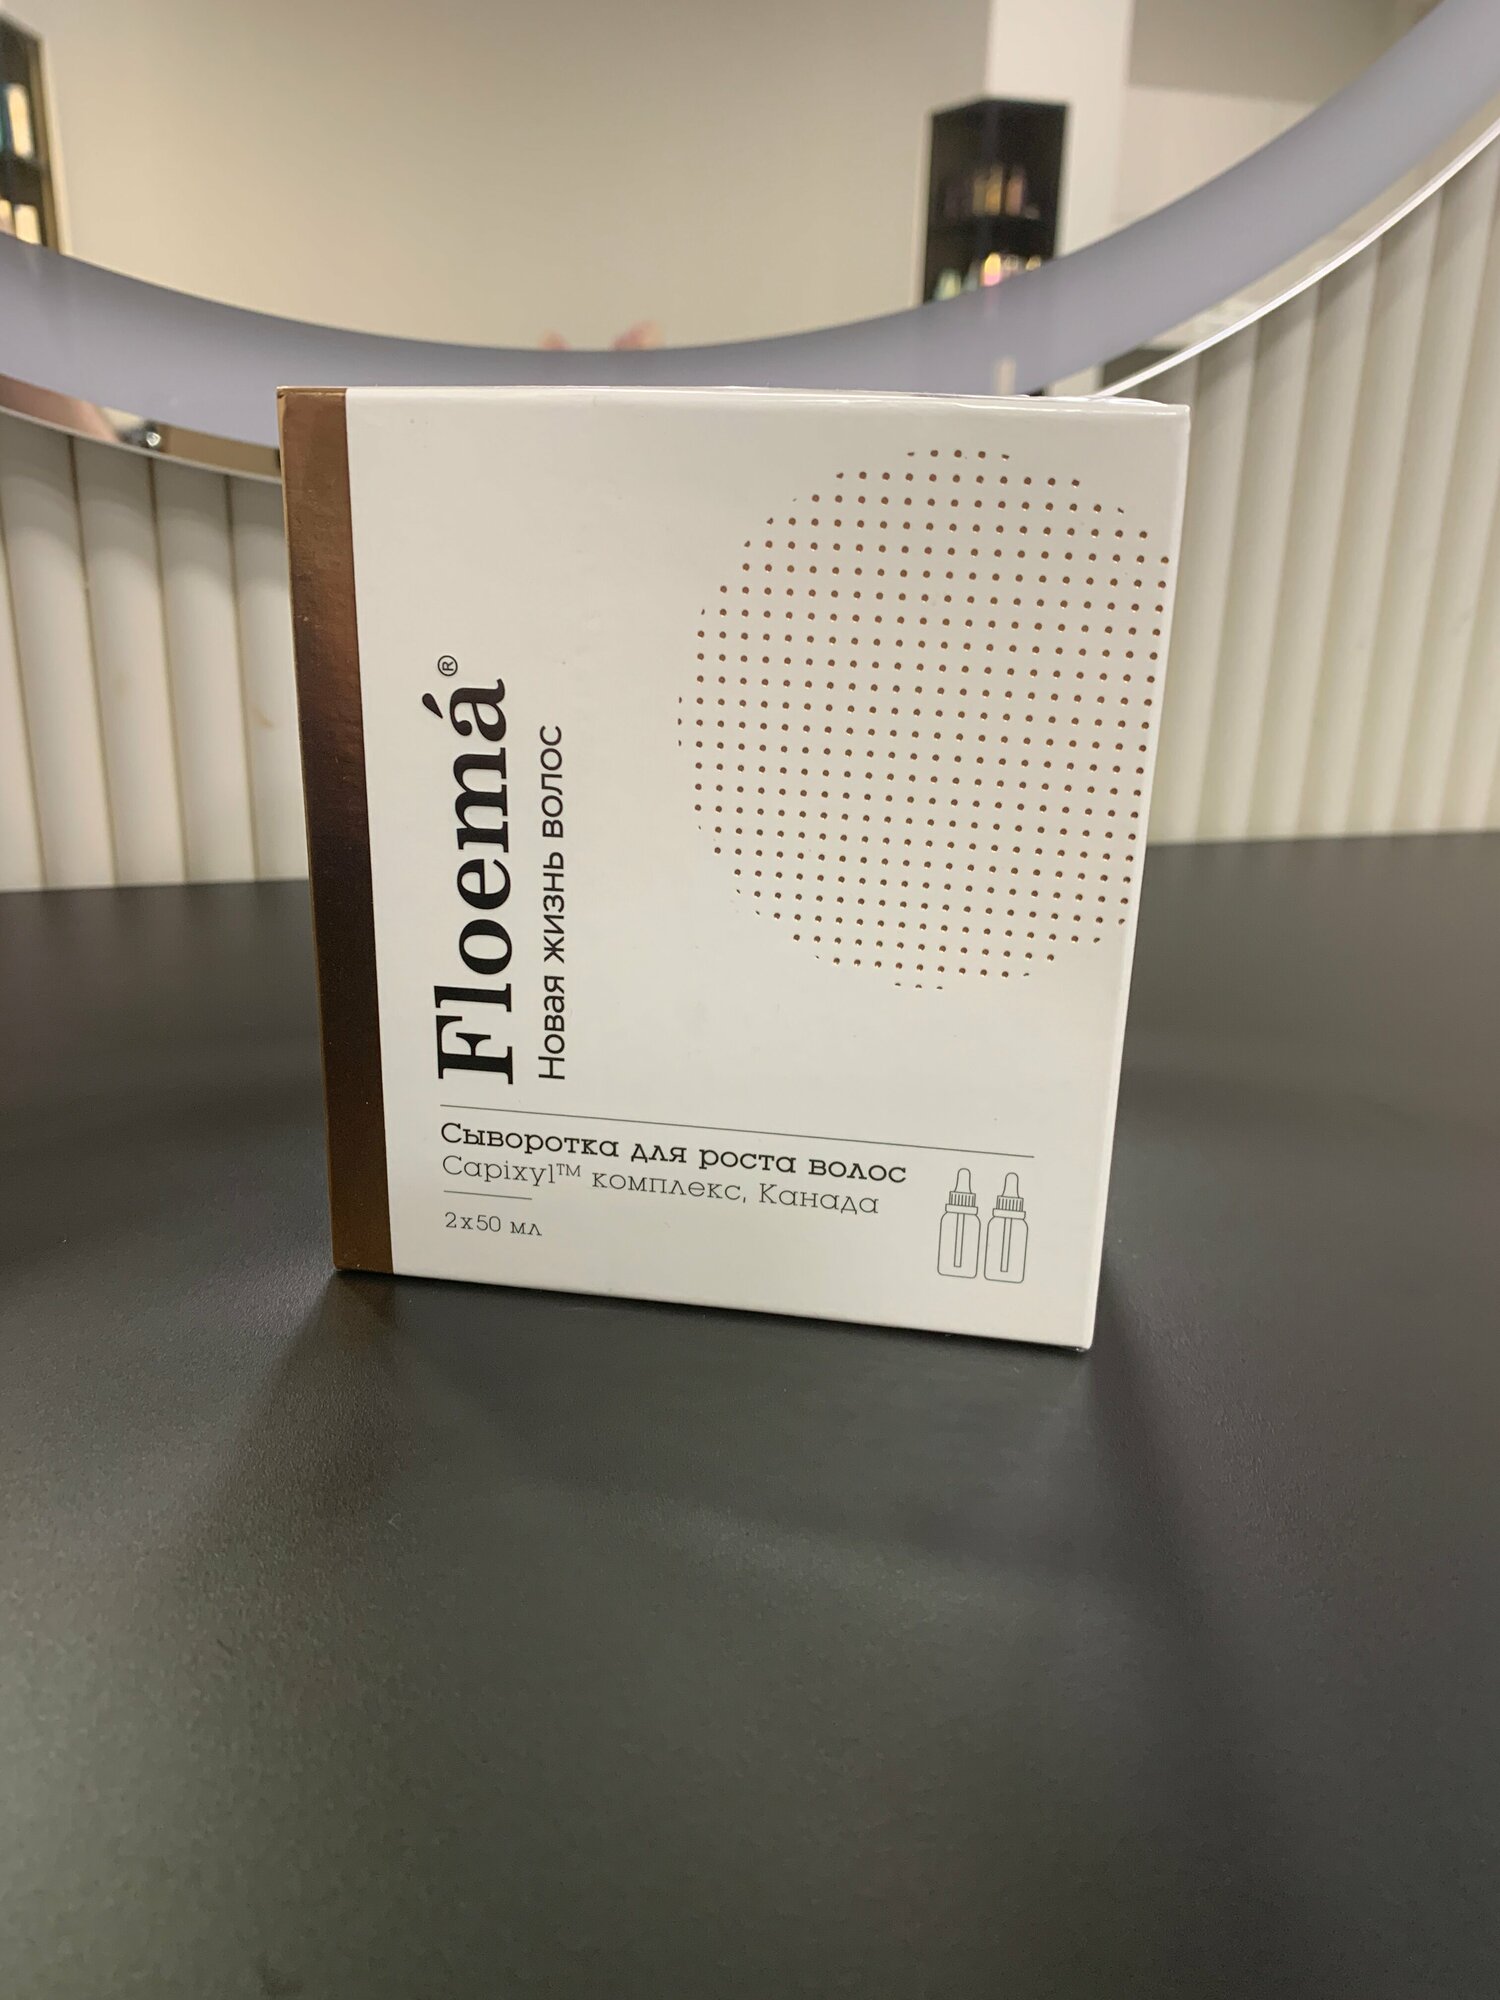 Floemá®
Новая жизнь волос
Сыворотка для роста волос
Capixyl™ комплекс, Канада
2x50 мл